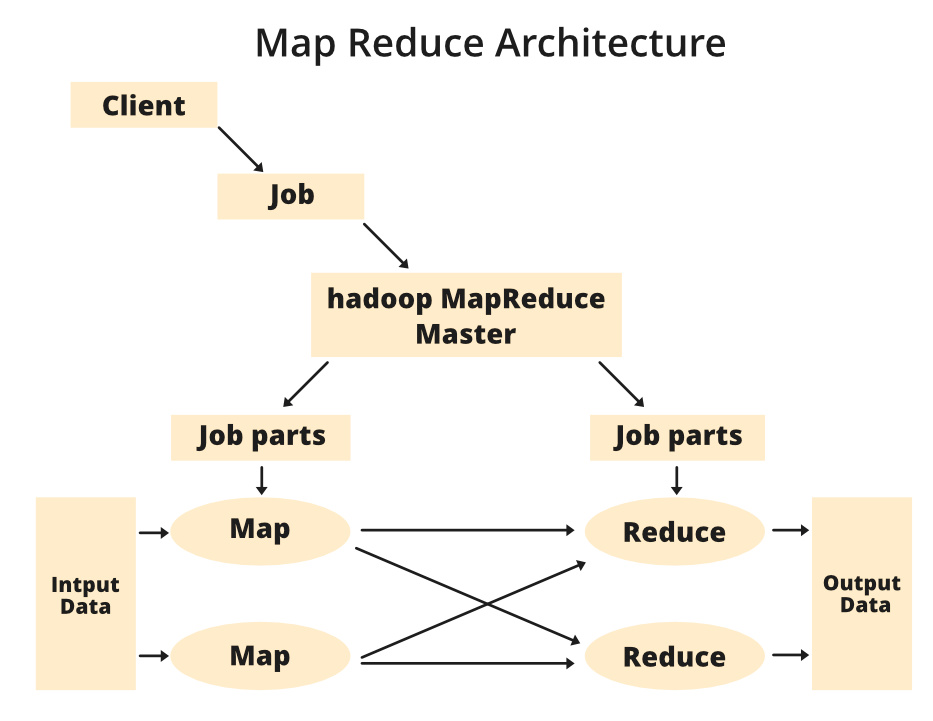 Map Reduce Architecture
Client
Job
hadoop MapReduce
Master
Job parts
Job parts
Map
Reduce
Intput
Data
Output
Data
Map
Reduce